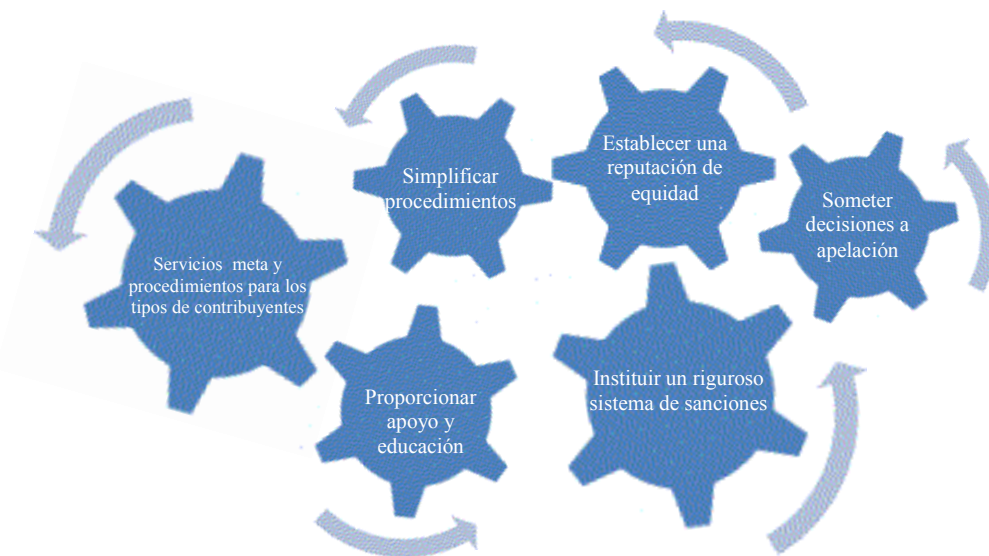 Servicios meta y
procedimientos para los
tipos de contribuyentes
Simplificar
procedimientos
Establecer una
reputación de
equidad
Someter
decisiones a
apelación
Proporcionar
apoyo y
educación
Instituir un riguroso
sistema de sanciones